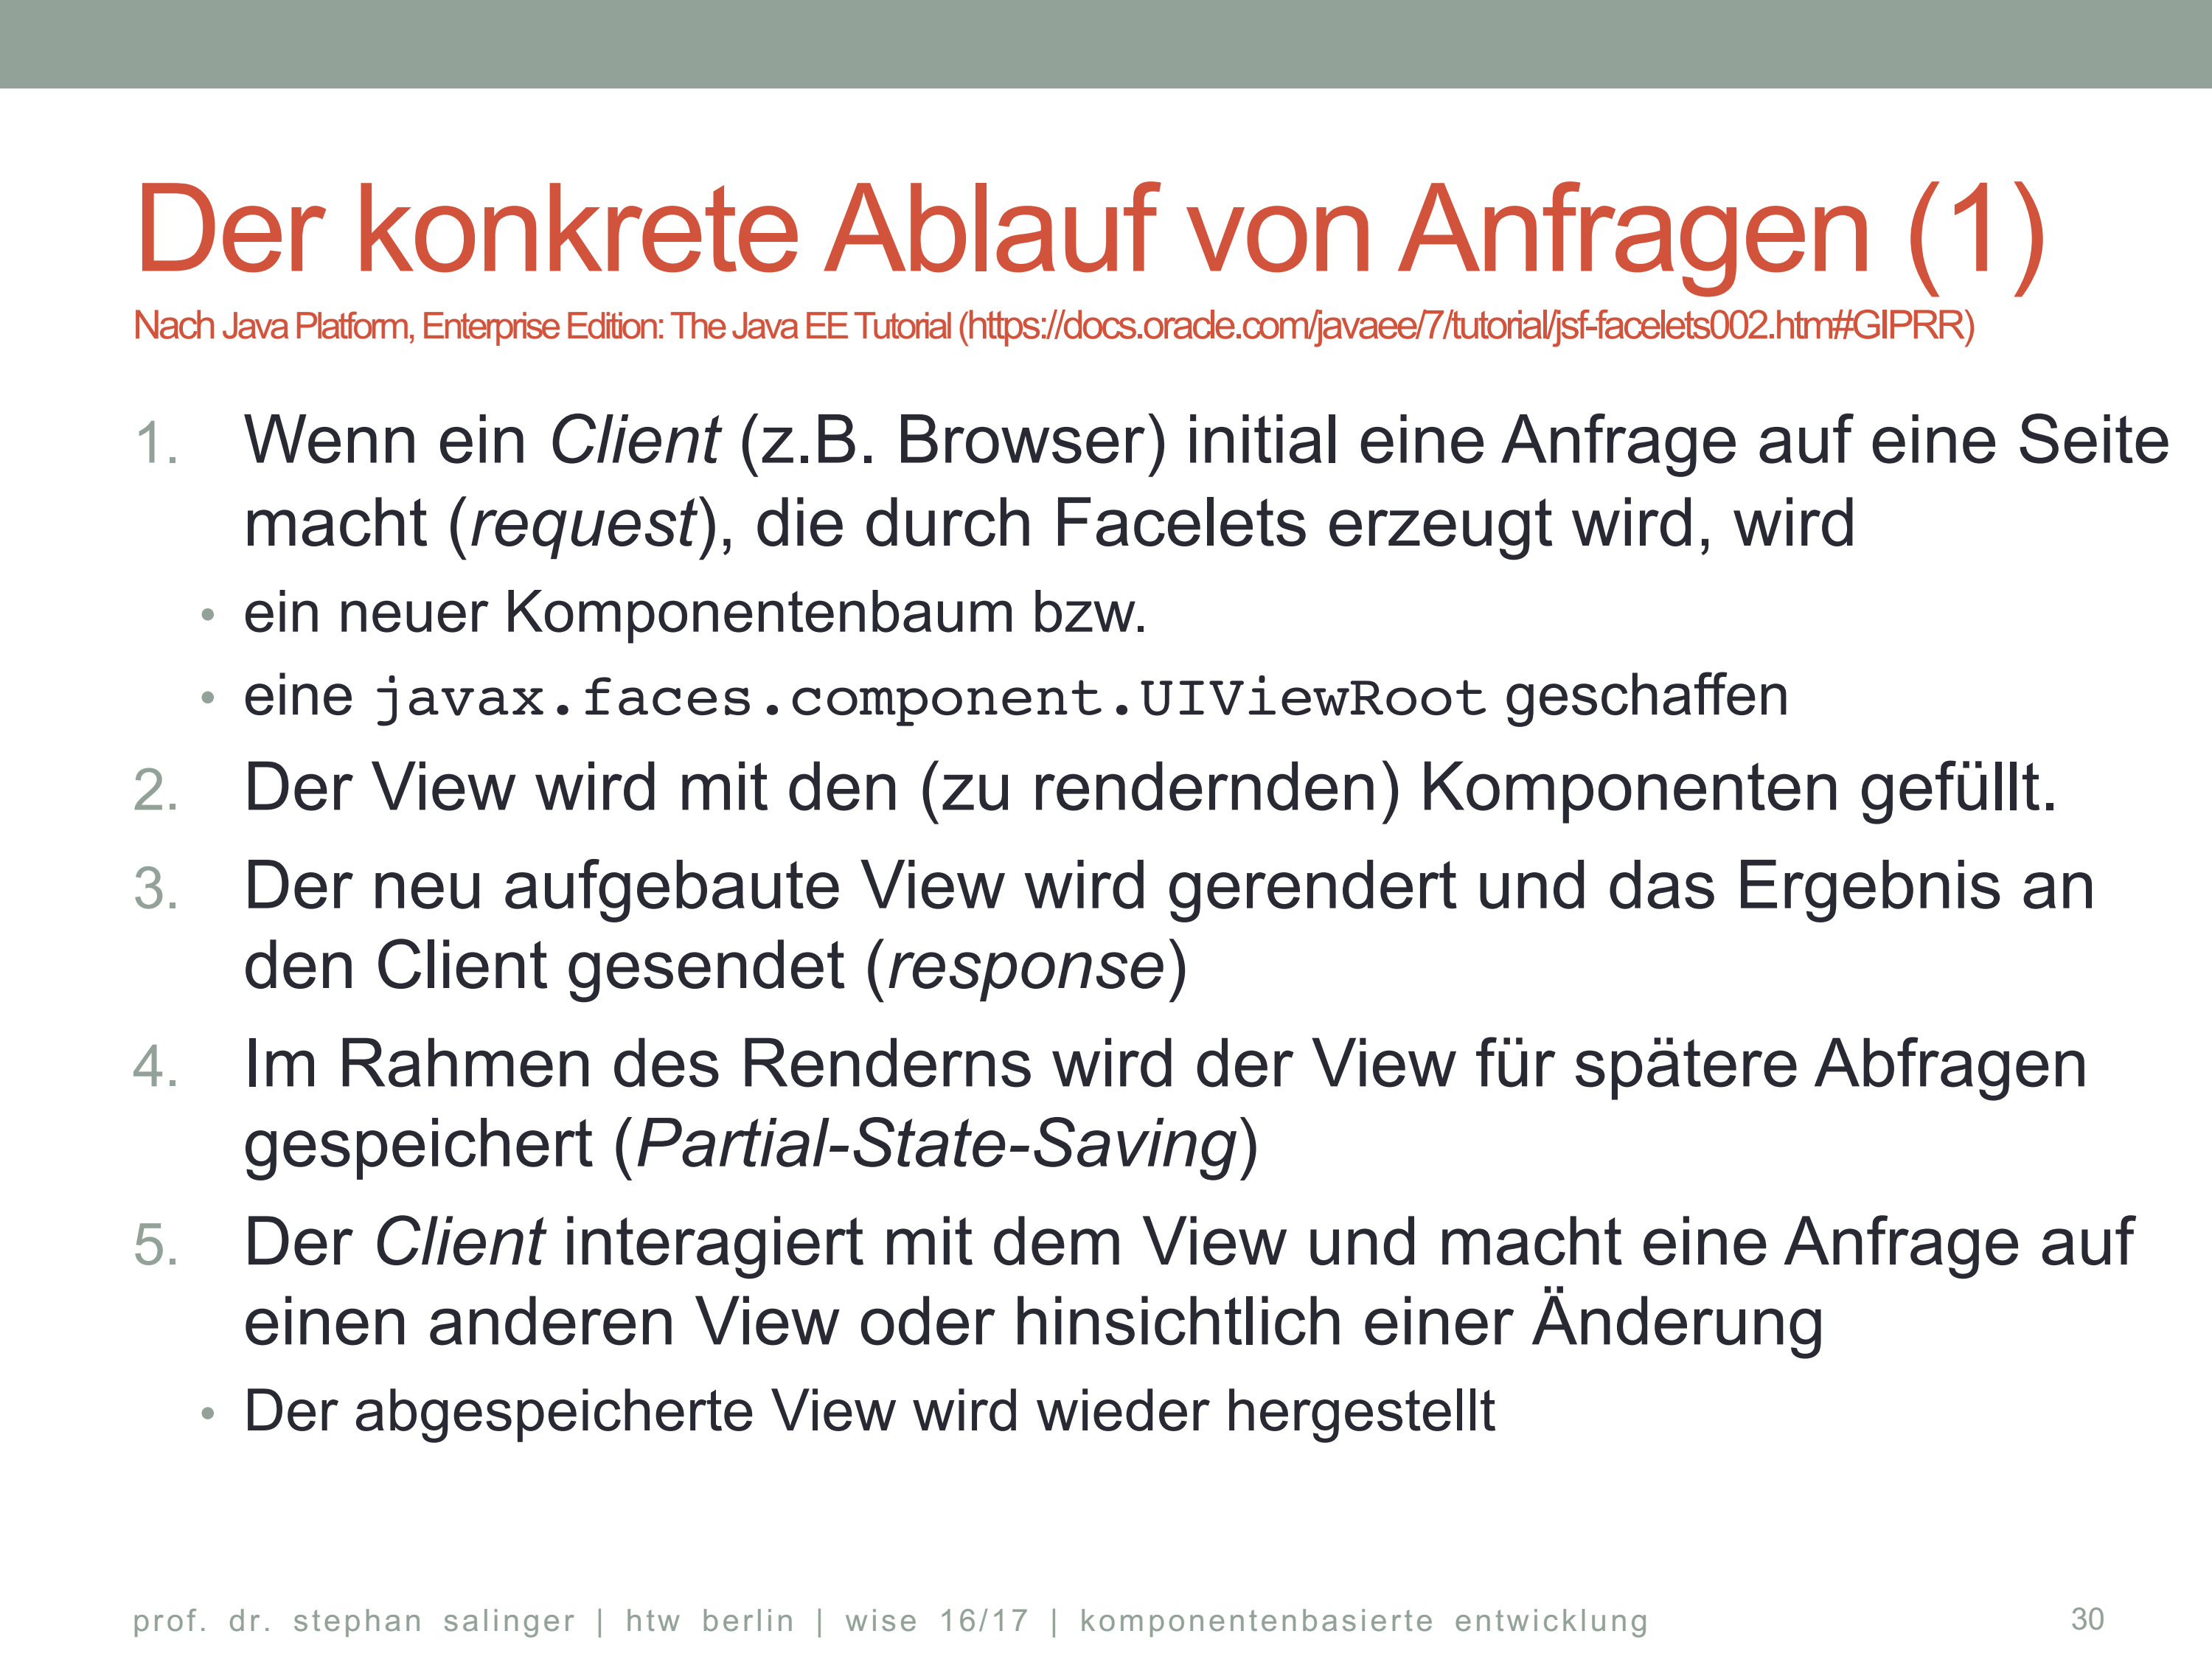 Der konkrete Ablauf von Anfragen (1)
Nach Java Platform, Enterprise Edition: The Java EE Tutorial (https://docs.oracle.com/javaee/7/tutorial/jsf-facelets002.htm#GIPRR)
1. Wenn ein Client (z.B. Browser) initial eine Anfrage auf eine Seite
macht (request), die durch Facelets erzeugt wird, wird
• ein neuer Komponentenbaum bzw.
• eine javax.faces.component.UIViewRoot geschaffen
2. Der View wird mit den (zu rendernden) Komponenten gefüllt.
3. Der neu aufgebaute View wird gerendert und das Ergebnis an
den Client gesendet (response)
4. Im Rahmen des Renderns wird der View für spätere Abfragen
gespeichert (Partial-State-Saving)
5. Der Client interagiert mit dem View und macht eine Anfrage auf
einen anderen View oder hinsichtlich einer Änderung
• Der abgespeicherte View wird wieder hergestellt
prof. dr. stephan salinger | htw berlin | wise 16/17 | komponentenbasierte entwicklung 30